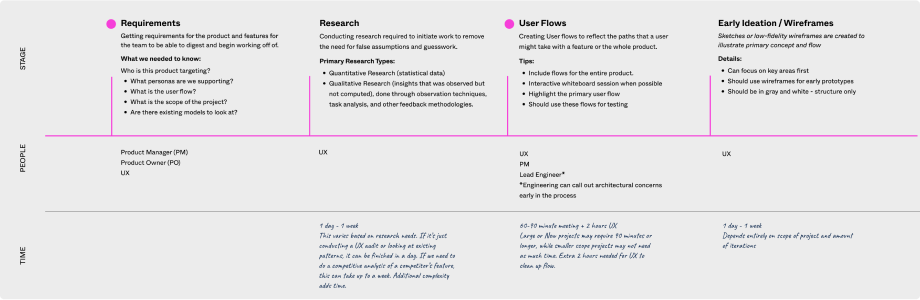 STAGE
Requirements
Getting requirements for the product and features for
the team to be able to digest and begin working off of.
What we needed to know:
Who is this product targeting?
• What personas are we supporting?
• What is the user flow?
• What is the scope of the project?
• Are there existing models to look at?
Research
Conducting research required to initiate work to remove
the need for false assumptions and guesswork.
Primary Research Types:
• Quantitative Research (statistical data)
• Qualitative Research (insights that was observed but
not computed), done through observation techniques,
task analysis, and other feedback methodologies.
User Flows
Creating User flows to reflect the paths that a user
might take with a feature or the whole product.
Tips:
• Include flows for the entire product.
• Interactive whiteboard session when possible
• Highlight the primary user flow
• Should use these flows for testing
Early Ideation / Wireframes
Sketches or low-fidelity wireframes are created to
illustrate primary concept and flow
Details:
• Can focus on key areas first
• Should use wireframes for early prototypes
• Should be in gray and white - structure only
PEOPLE
Product Manager (PM)
Product Owner (PO)
UX
UX
UX
PM
Lead Engineer*
*Engineering can call out architectural concerns
early in the process
UX
TIME
1 day - 1 week
This varies based on research needs. If it's just
conducting a UX audit or looking at existing
patterns, it can be finished in a day. If we need to
do a competitive analysis of a competitor's feature,
this can take up to a week. Additional complexity
adds time.
60-90 minute meeting + 2 hours UX
Large or New projects may require 90 minutes or
longer, while smaller scope projects may not need
as much time. Extra 2 hours needed for UX to
clean up flow.
1 day - 1 week
Depends entirely on scope of project and amount
of iterations